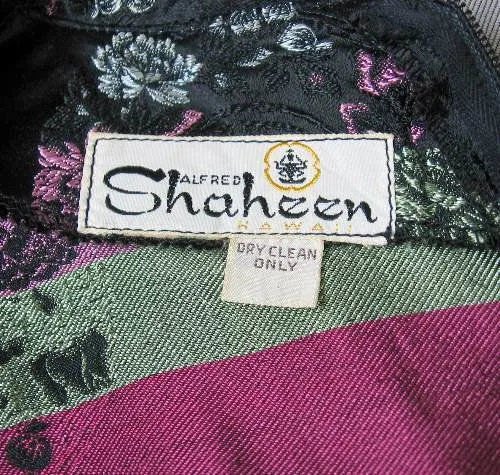 ALFRED
Shaheen
HAWAII
DRY CLEAN
ONLY